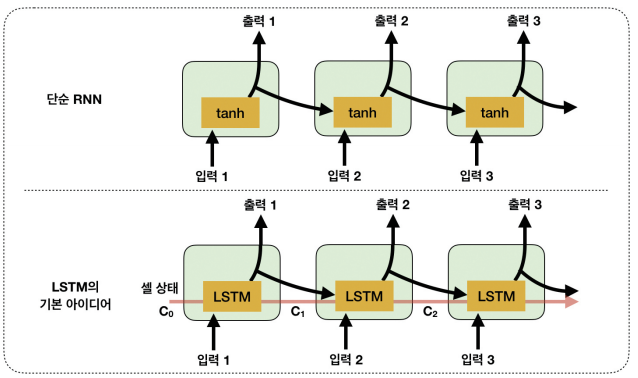 출력 1
출력 2
출력 3
단순 RNN
tanh
tanh
tanh
입력 1
입력 2
입력 3
출력 1
출력 2
출력 3
LSTM의
기본 아이디어
셀 상태
LSTM
LSTM
LSTM
C₀
C₁
C₂
입력 1
입력 2
입력 3